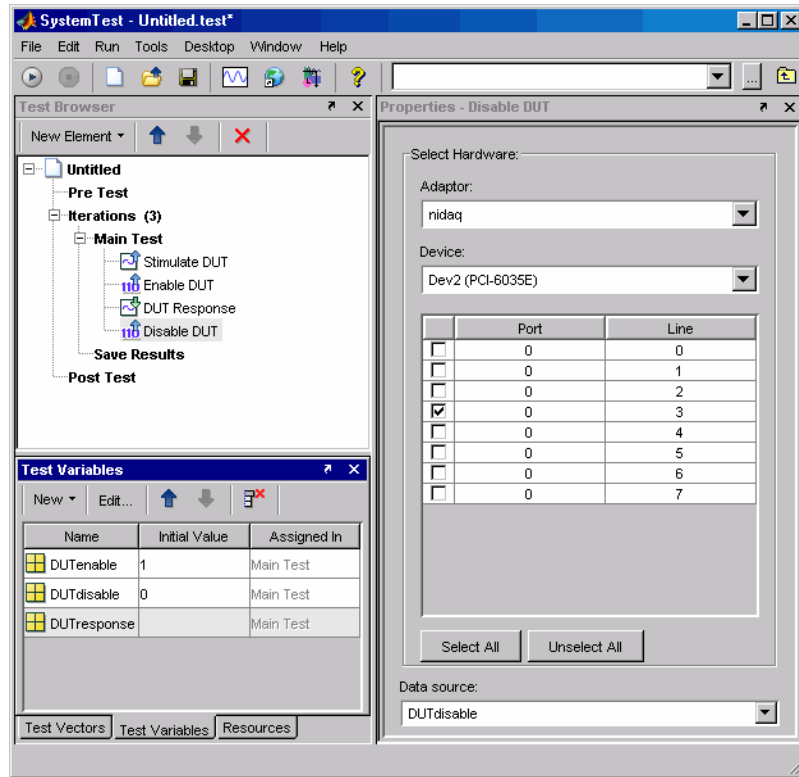 SystemTest - Untitled.test*
File Edit Run Tools Desktop Window Help
...
Test Browser
New Element
Untitled
Pre Test
Iterations (3)
Main Test
Stimulate DUT
Enable DUT
DUT Response
Disable DUT
Save Results
Post Test
Test Variables
New Edit...
Name Initial Value Assigned In
DUTenable 1 Main Test
DUTdisable 0 Main Test
DUTresponse Main Test
Test Vectors Test Variables Resources
Properties - Disable DUT
Select Hardware:
Adaptor:
nidaq
Device:
Dev2 (PCI-6035E)
Port Line
0 0
0 1
0 2
0 3
0 4
0 5
0 6
0 7
Select All Unselect All
Data source:
DUTdisable